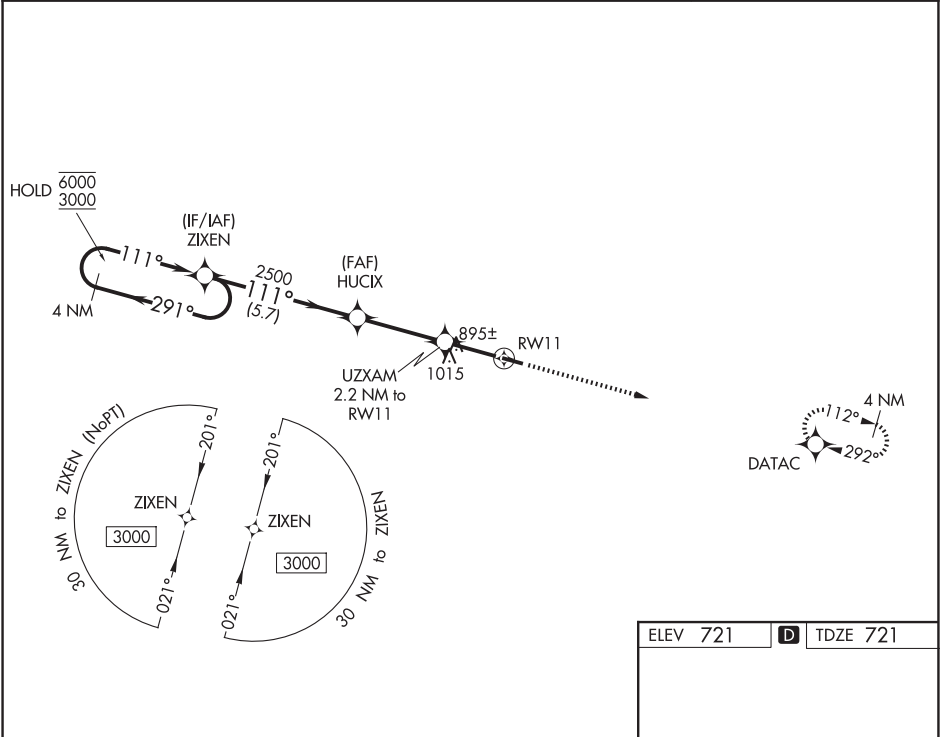 HOLD 6000
3000
(IF/IAF)
ZIXEN
111°
291°
4 NM
2500
111°
(5.7)
(FAF)
HUCIX
895±
RW11
1015
UZXAM
2.2 NM to
RW11
4 NM
112°
292°
DATAC
30 NM to ZIXEN (NoPT)
201°
ZIXEN
3000
021°
201°
ZIXEN
3000
021°
30 NM to ZIXEN
ELEV 721 D TDZE 721